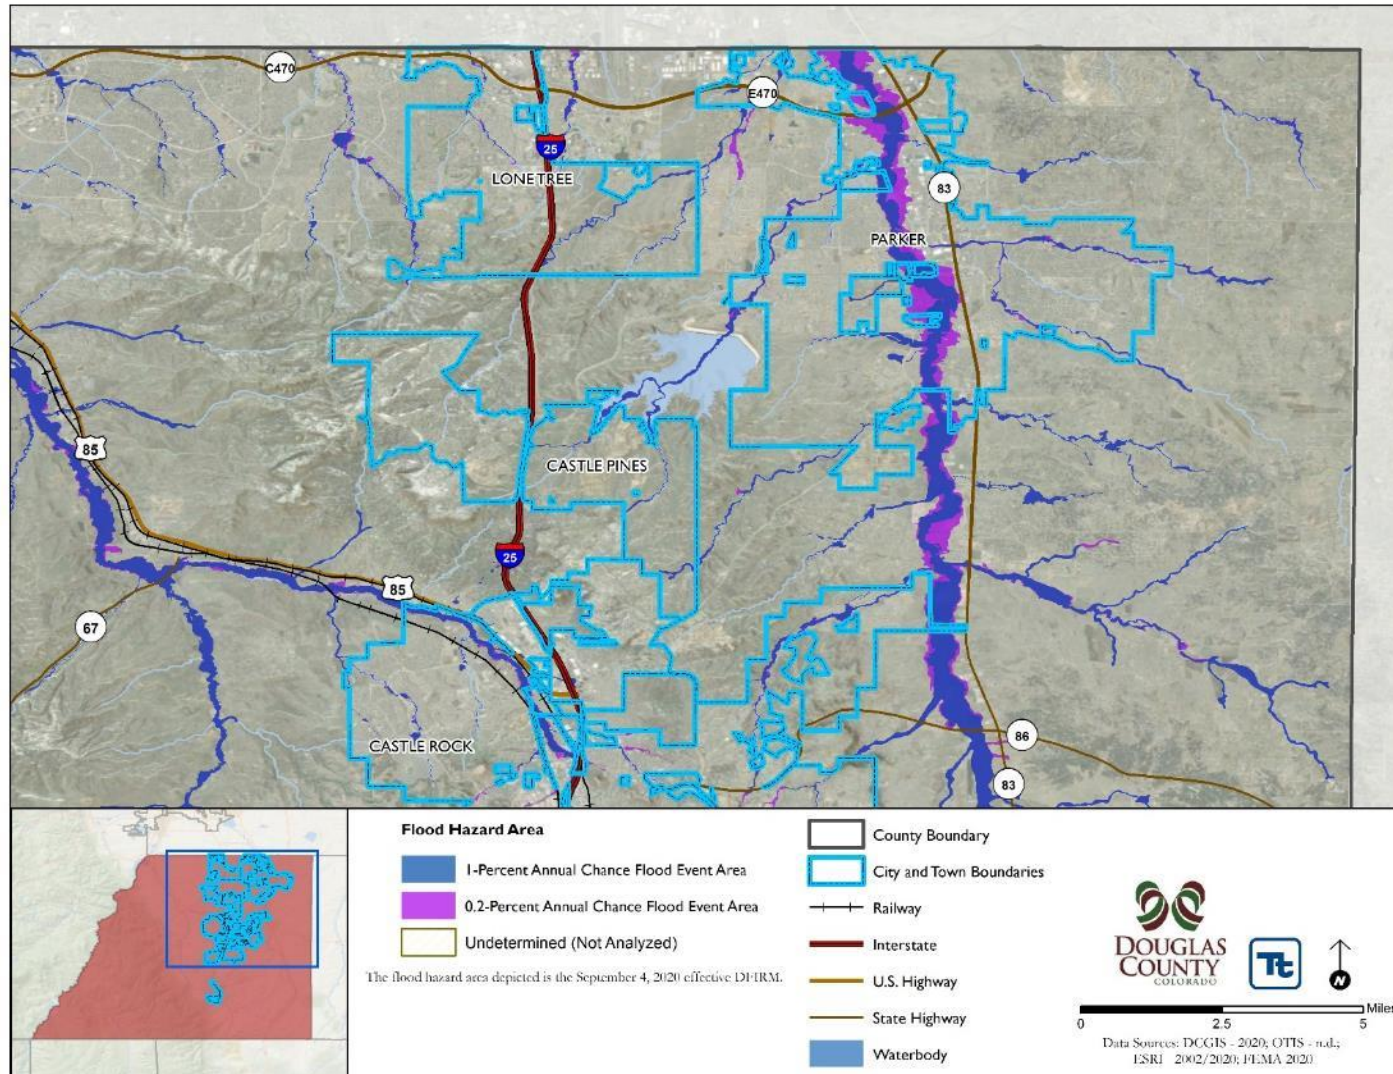 C470
E470
25
LONE TREE
83
PARKER
85
CASTLE PINES
25
85
67
CASTLE ROCK
86
83
Flood Hazard Area
1-Percent Annual Chance Flood Event Area
0.2-Percent Annual Chance Flood Event Area
Undetermined (Not Analyzed)
The flood hazard area depicted is the September 4, 2020 effective DFIRM.
County Boundary
City and Town Boundaries
Railway
Interstate
U.S. Highway
State Highway
Waterbody
DOUGLAS
COUNTY
COLORADO
Tt
N
Miles
0 2.5 5
Data Sources: DCGIS - 2020; OTIS - n.d.;
ESRI 2002/2020; FEMA 2020